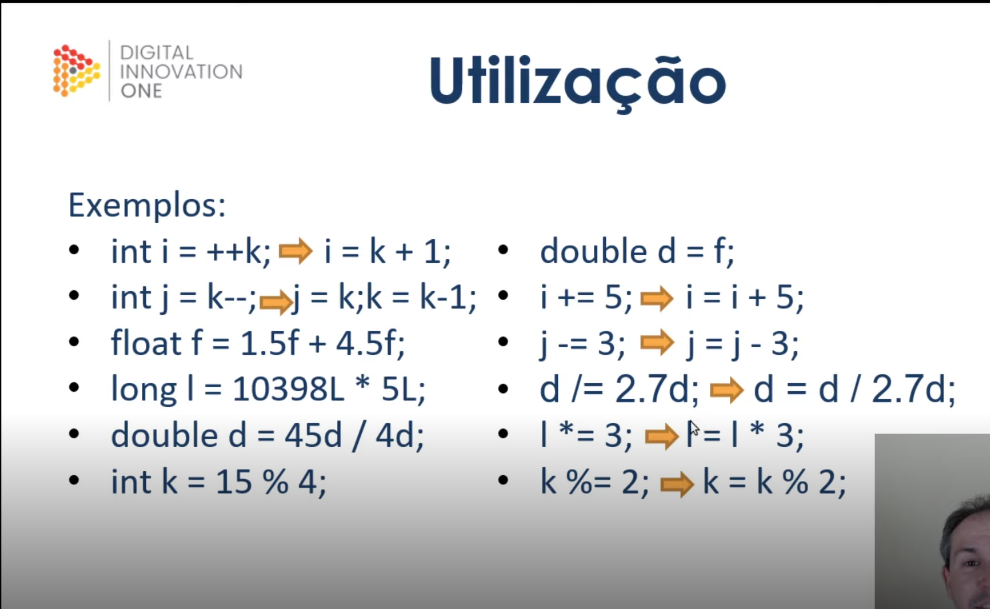 DIGITAL
INNOVATION
ONE
Utilização
Exemplos:
• int i = ++k; ➡ i = k + 1;
• int j = k--; ➡ j = k;k = k-1;
• float f = 1.5f + 4.5f;
• long l = 10398L * 5L;
• double d = 45d / 4d;
• int k = 15 % 4;
• double d = f;
• i += 5; ➡ i = i + 5;
• j -= 3; ➡ j = j - 3;
• d /= 2.7d; ➡ d = d / 2.7d;
• l *= 3; ➡ l = l * 3;
• k %= 2; ➡ k = k % 2;